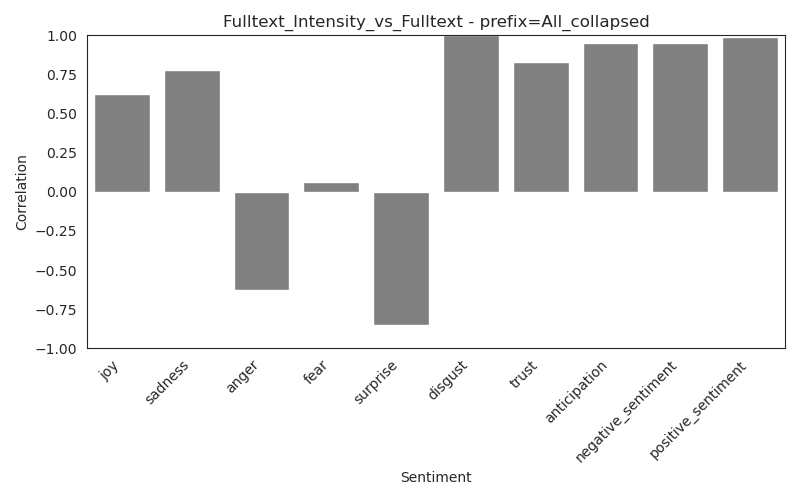 Fulltext_Intensity_vs_Fulltext - prefix=All_collapsed
1.00
0.75
0.50
0.25
0.00
−0.25
−0.50
−0.75
−1.00
Correlation
joy
sadness
anger
fear
surprise
disgust
trust
anticipation
negative_sentiment
positive_sentiment
Sentiment